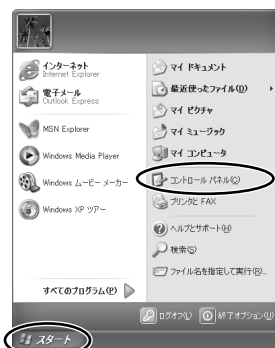 インターネット
Internet Explorer
電子メール
Outlook Express
MSN Explorer
Windows Media Player
Windows ムービー メーカー
Windows XP ツアー
すべてのプログラム(P)
マイ ドキュメント
最近使ったファイル(D)
マイ ピクチャ
マイ ミュージック
マイ コンピュータ
コントロール パネル(C)
プリンタと FAX
ヘルプとサポート(H)
検索(S)
ファイル名を指定して実行(R)...
ログオフ(L)
終了オプション(U)
スタート